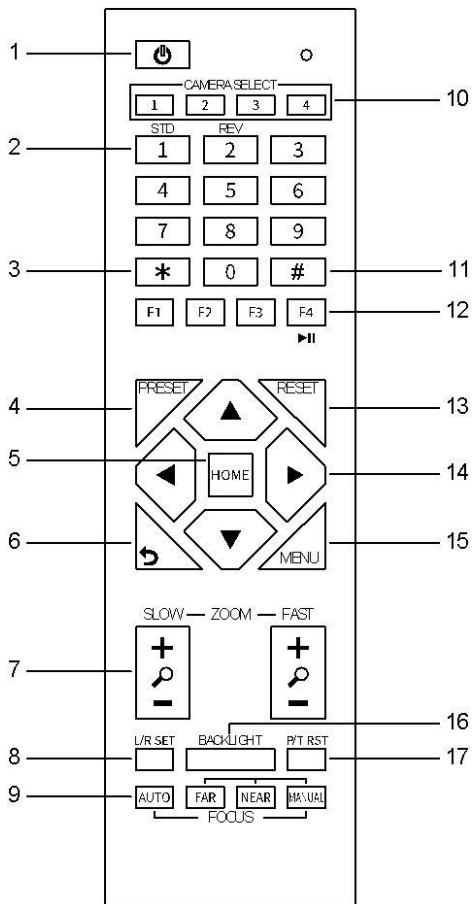 1
CAMERA SELECT
1 2 3 4 10
STD REV
2 1 2 3
4 5 6
7 8 9
3 * 0 # 11
F1 F2 F3 F4 12
PRESET RESET
4 13
5 HOME 14
6 MENU 15
SLOW ZOOM FAST
+ +
7
- -
16
L/R SET BACKLIGHT P/T RST
8 17
9 AUTO FAR NEAR MANUAL
FOCUS